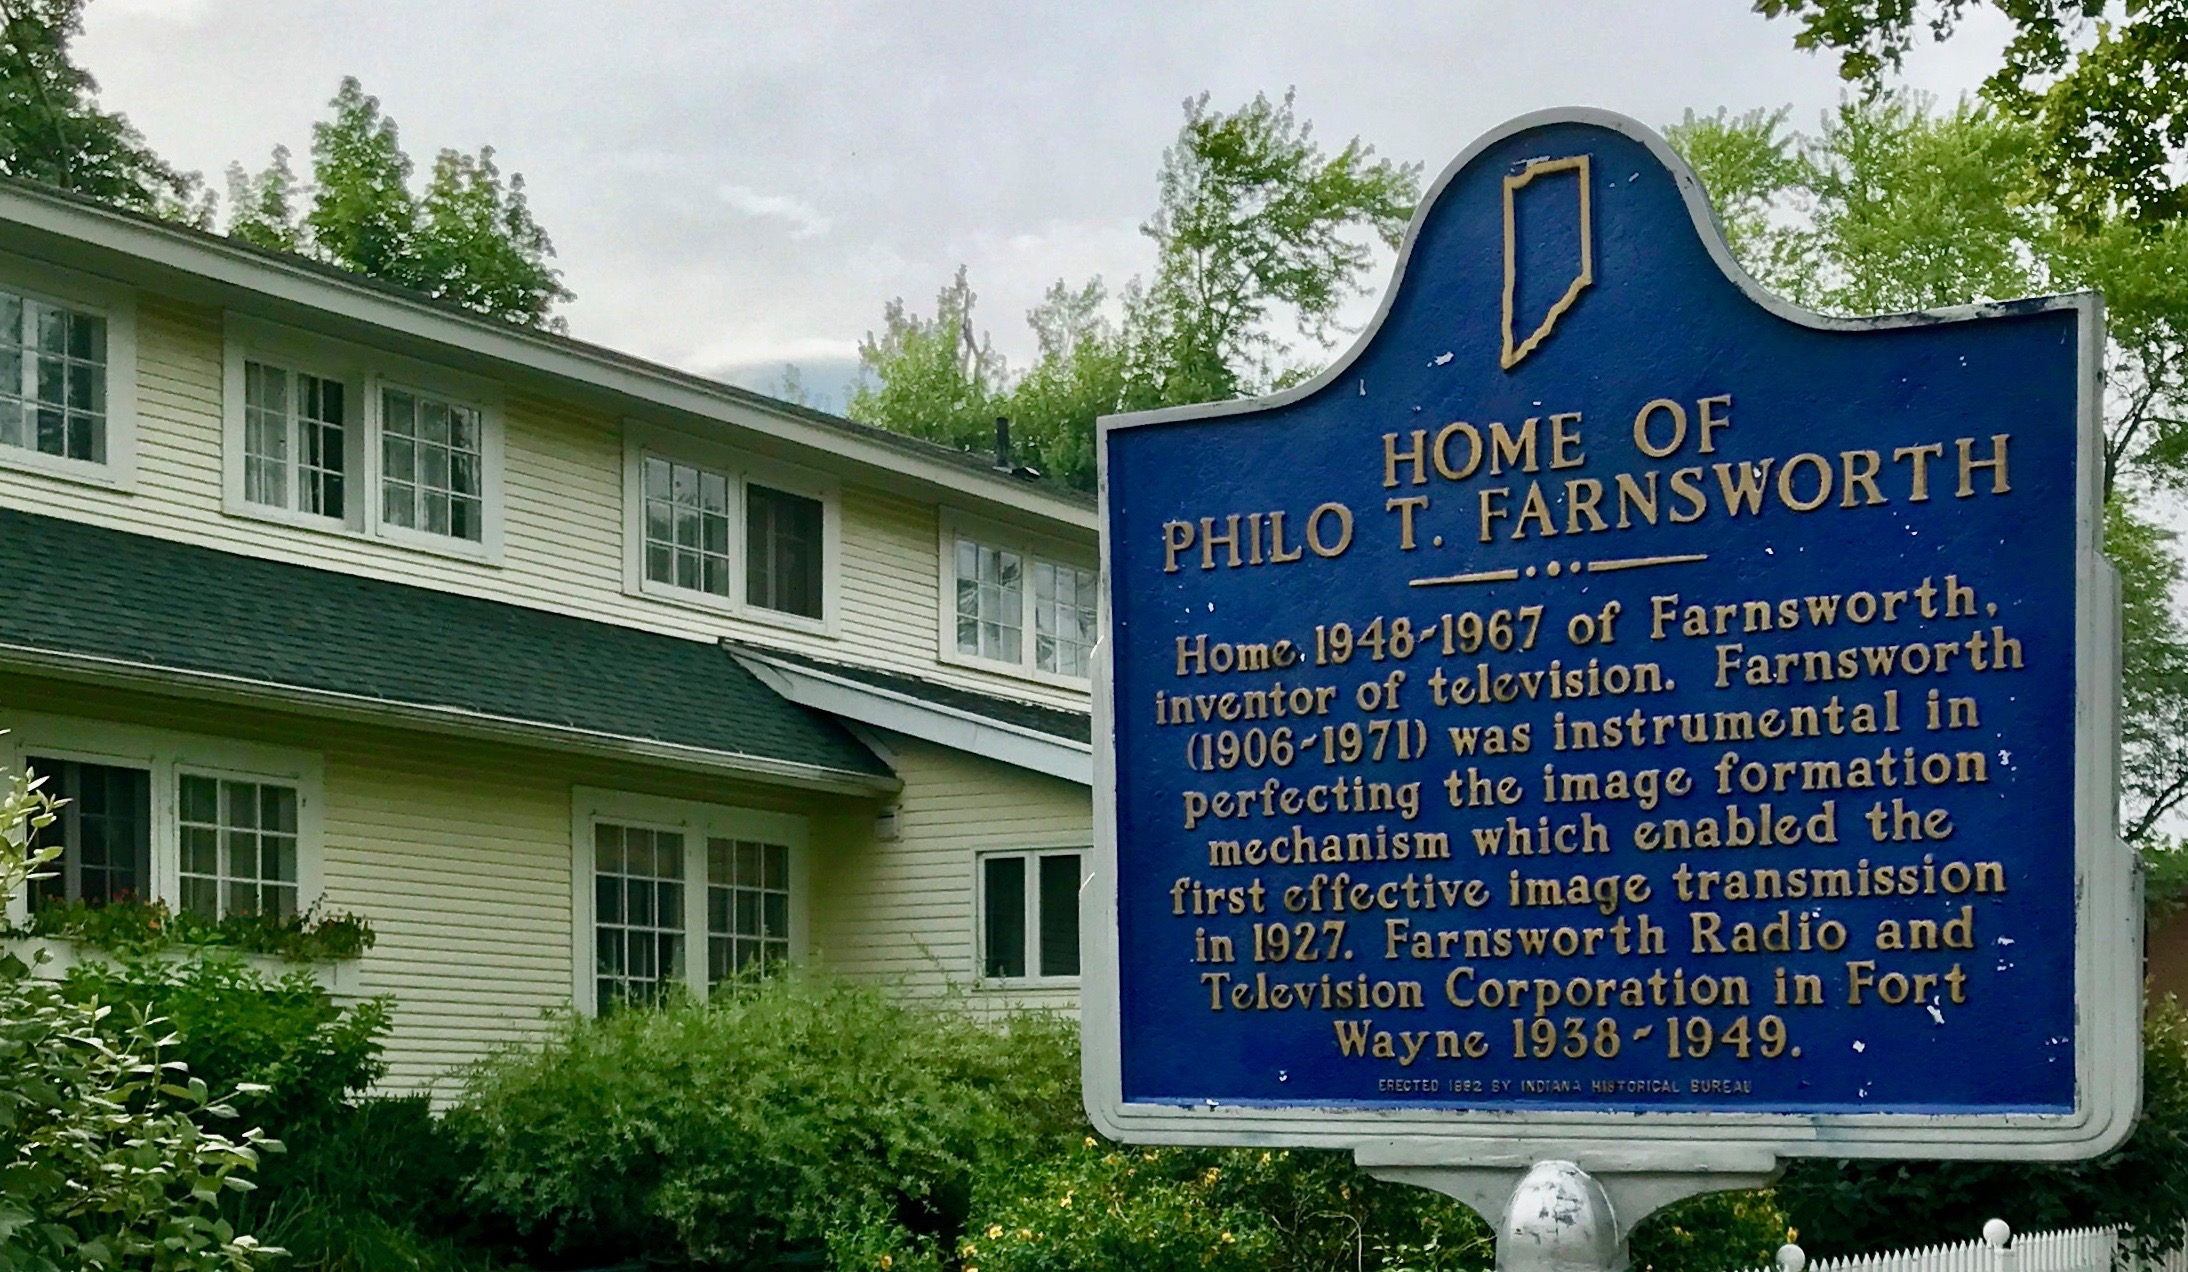 HOME OF
PHILO T. FARNSWORTH
Home 1948-1967 of Farnsworth,
inventor of television. Farnsworth
(1906-1971) was instrumental in
perfecting the image formation
mechanism which enabled the
first effective image transmission
in 1927. Farnsworth Radio and
Television Corporation in Fort
Wayne 1938-1949.
ERECTED 1992 BY INDIANA HISTORICAL BUREAU